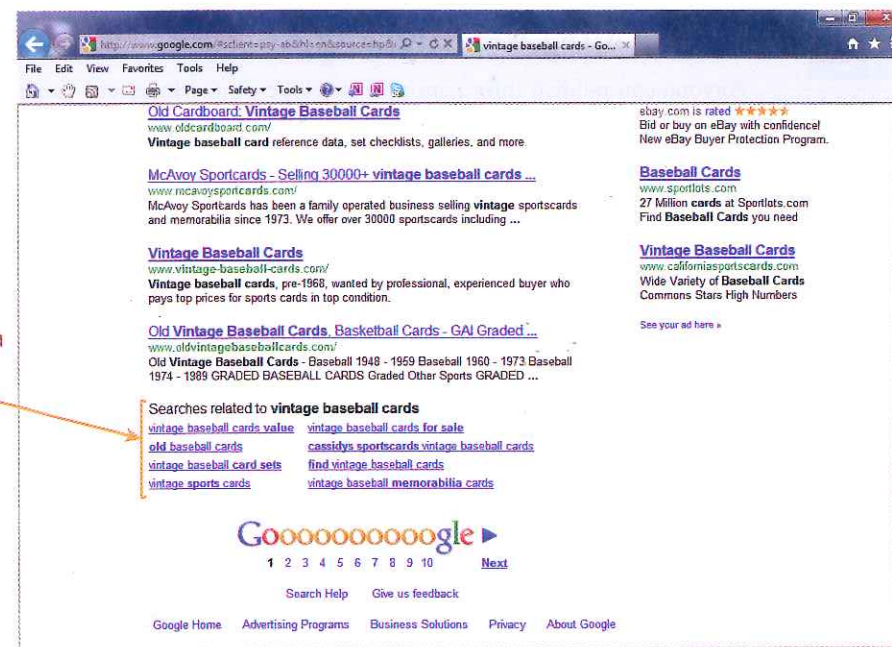 http://www.google.com/#sclient=psy-ab&hl=en&source=hp&
vintage baseball cards - Go...
File Edit View Favorites Tools Help
Page Safety Tools
Old Cardboard: Vintage Baseball Cards
www.oldcardboard.com/
Vintage baseball card reference data, set checklists, galleries, and more.
McAvoy Sportcards - Selling 30000+ vintage baseball cards ...
www.mcavoysportcards.com/
McAvoy Sportcards has been a family operated business selling vintage sportscards
and memorabilia since 1973. We offer over 30000 sportscards including ...
Vintage Baseball Cards
www.vintage-baseball-cards.com/
Vintage baseball cards, pre-1968, wanted by professional, experienced buyer who
pays top prices for sports cards in top condition.
Old Vintage Baseball Cards, Basketball Cards - GAI Graded ...
www.oldvintagebaseballcards.com/
Old Vintage Baseball Cards - Baseball 1948 - 1959 Baseball 1960 - 1973 Baseball
1974 - 1989 GRADED BASEBALL CARDS Graded Other Sports GRADED ...
Searches related to vintage baseball cards
vintage baseball cards value vintage baseball cards for sale
old baseball cards cassidys sportscards vintage baseball cards
vintage baseball card sets find vintage baseball cards
vintage sports cards vintage baseball memorabilia cards
Gooooooooooogle
1 2 3 4 5 6 7 8 9 10 Next
Search Help Give us feedback
Google Home Advertising Programs Business Solutions Privacy About Google
ebay.com is rated
Bid or buy on eBay with confidence!
New eBay Buyer Protection Program.
Baseball Cards
www.sportlots.com
27 Million cards at Sportlots.com
Find Baseball Cards you need
Vintage Baseball Cards
www.californiasportscards.com
Wide Variety of Baseball Cards
Commons Stars High Numbers
See your ad here »